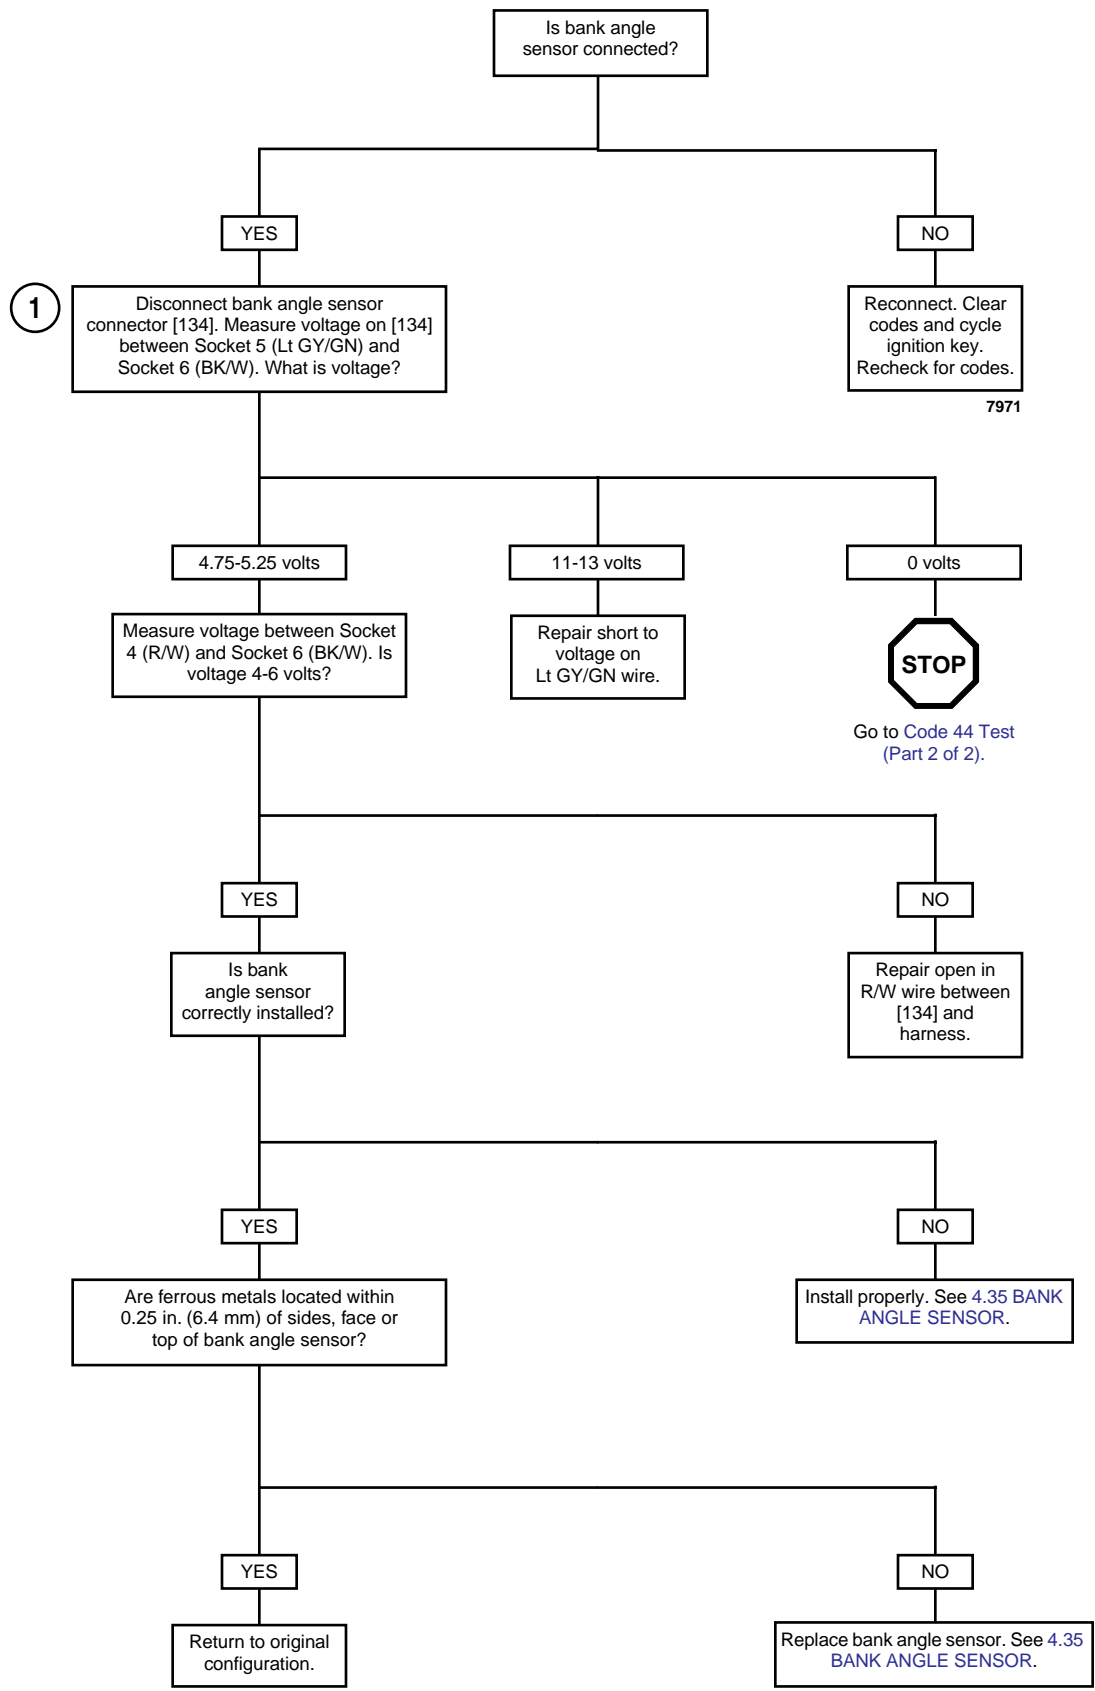 Is bank angle
sensor connected?
YES
NO
1
Disconnect bank angle sensor
connector [134]. Measure voltage on [134]
between Socket 5 (Lt GY/GN) and
Socket 6 (BK/W). What is voltage?
Reconnect. Clear
codes and cycle
ignition key.
Recheck for codes.
7971
4.75-5.25 volts
11-13 volts
0 volts
Measure voltage between Socket
4 (R/W) and Socket 6 (BK/W). Is
voltage 4-6 volts?
Repair short to
voltage on
Lt GY/GN wire.
STOP
Go to Code 44 Test
(Part 2 of 2).
YES
NO
Is bank
angle sensor
correctly installed?
Repair open in
R/W wire between
[134] and
harness.
YES
NO
Are ferrous metals located within
0.25 in. (6.4 mm) of sides, face or
top of bank angle sensor?
Install properly. See 4.35 BANK
ANGLE SENSOR.
YES
NO
Return to original
configuration.
Replace bank angle sensor. See 4.35
BANK ANGLE SENSOR.